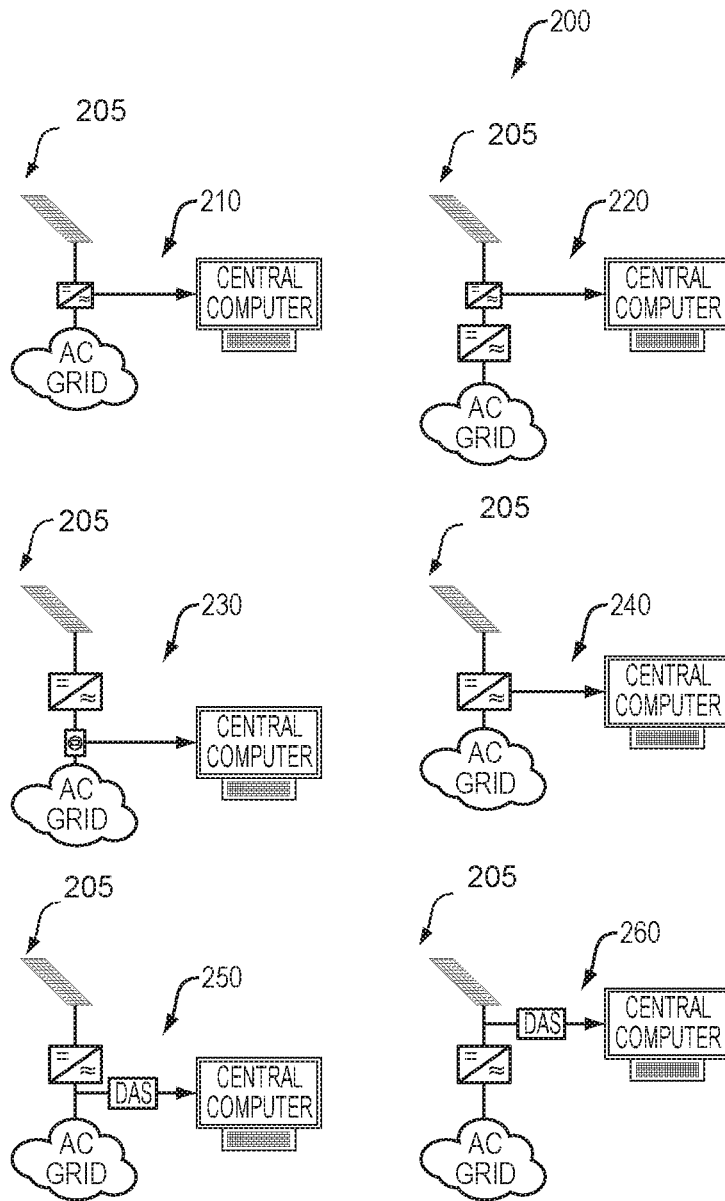 200
205
205
210
220
CENTRAL
COMPUTER
CENTRAL
COMPUTER
AC
GRID
AC
GRID
205
205
230
240
CENTRAL
COMPUTER
CENTRAL
COMPUTER
AC
GRID
AC
GRID
205
205
250
260
DAS
CENTRAL
COMPUTER
DAS
CENTRAL
COMPUTER
AC
GRID
AC
GRID